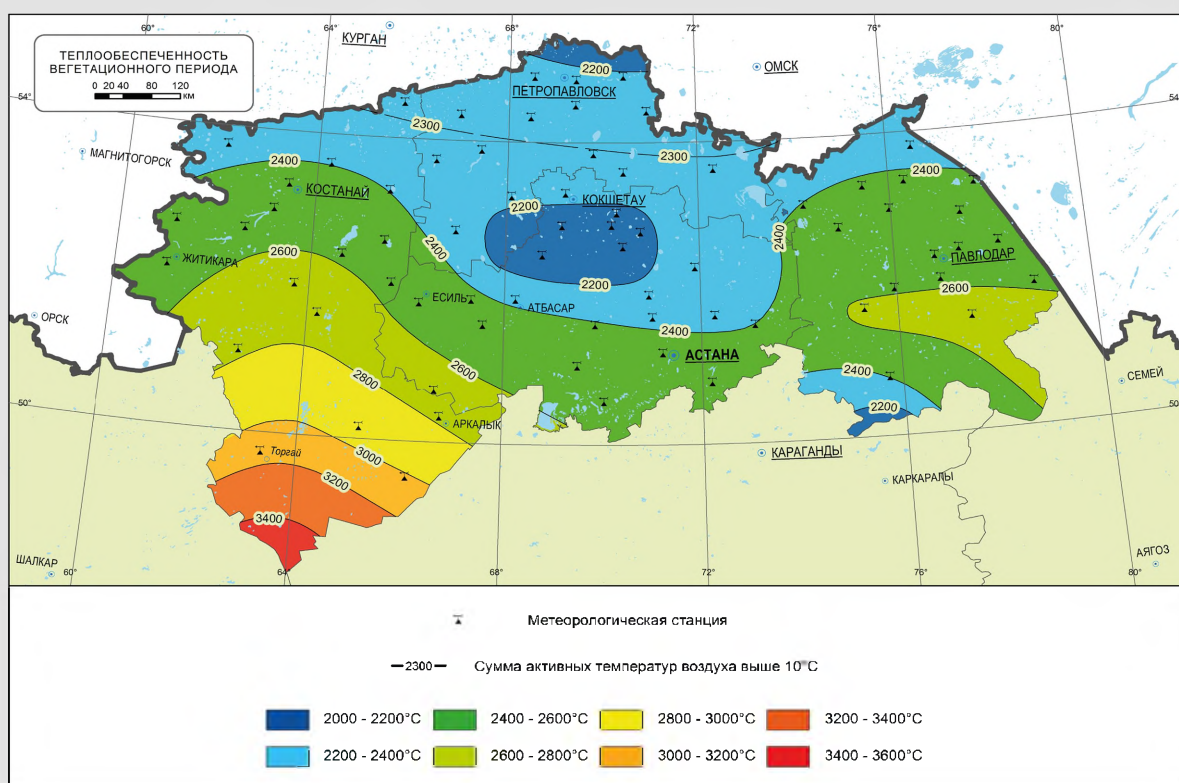 60°
68°
72°
76°
80°
КУРГАН
ТЕПЛООБЕСПЕЧЕННОСТЬ
ВЕГЕТАЦИОННОГО ПЕРИОДА
0 20 40 80 120
км
ОМСК
2200
ПЕТРОПАВЛОВСК
54°
54
2300
2300
МАГНИТОГОРСК
2400
2400
КОСТАНАЙ
КОКШЕТАУ
2200
2400
2400
ЖИТИКАРА
2600
ПАВЛОДАР
2200
2600
ЕСИЛЬ
АТБАСАР
ОРСК
2400
АСТАНА
2600
2800
2400
СЕМЕЙ
50°
50
2200
АРКАЛЫК
Торгай
3000
КАРАГАНДЫ
3200
КАРКАРАЛЫ
3400
ШАЛКАР
АЯГОЗ
60°
64°
72°
76°
80°
Метеорологическая станция
2300
Сумма активных температур воздуха выше 10°С
2000 - 2200°С
2400 - 2600°С
2800 - 3000°С
3200 - 3400°С
2200 - 2400°С
2600 - 2800°С
3000 - 3200°С
3400 - 3600°С